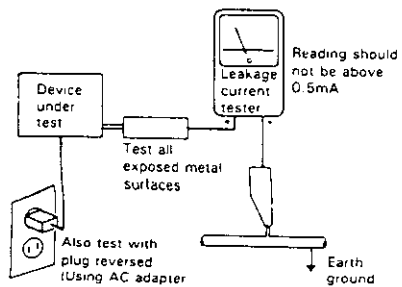 Device
under
test
Leakage
current
tester
Reading should
not be above
0.5mA
Test all
exposed metal
surfaces
Also test with
plug reversed
(Using AC adapter
Earth
ground